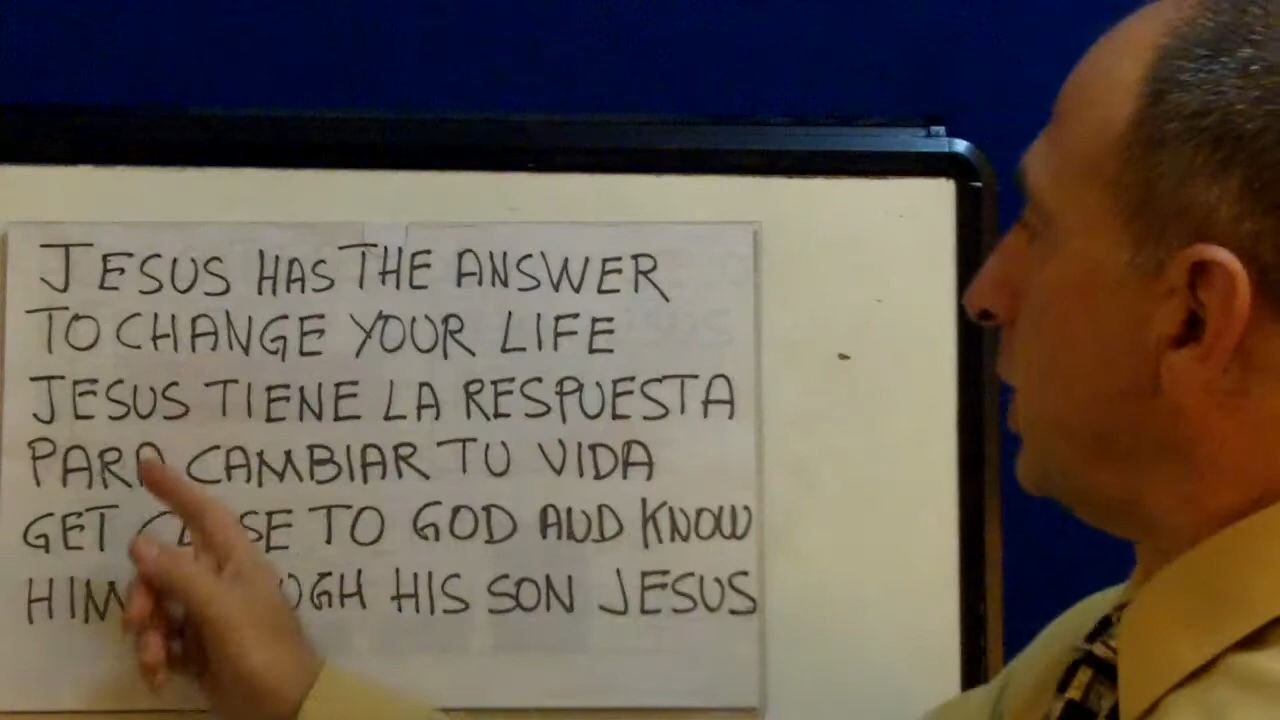 JESUS HAS THE ANSWER
TO CHANGE YOUR LIFE
JESUS TIENE LA RESPUESTA
PARA CAMBIAR TU VIDA
GET TO GOD AND KNOW
HIS SON JESUS